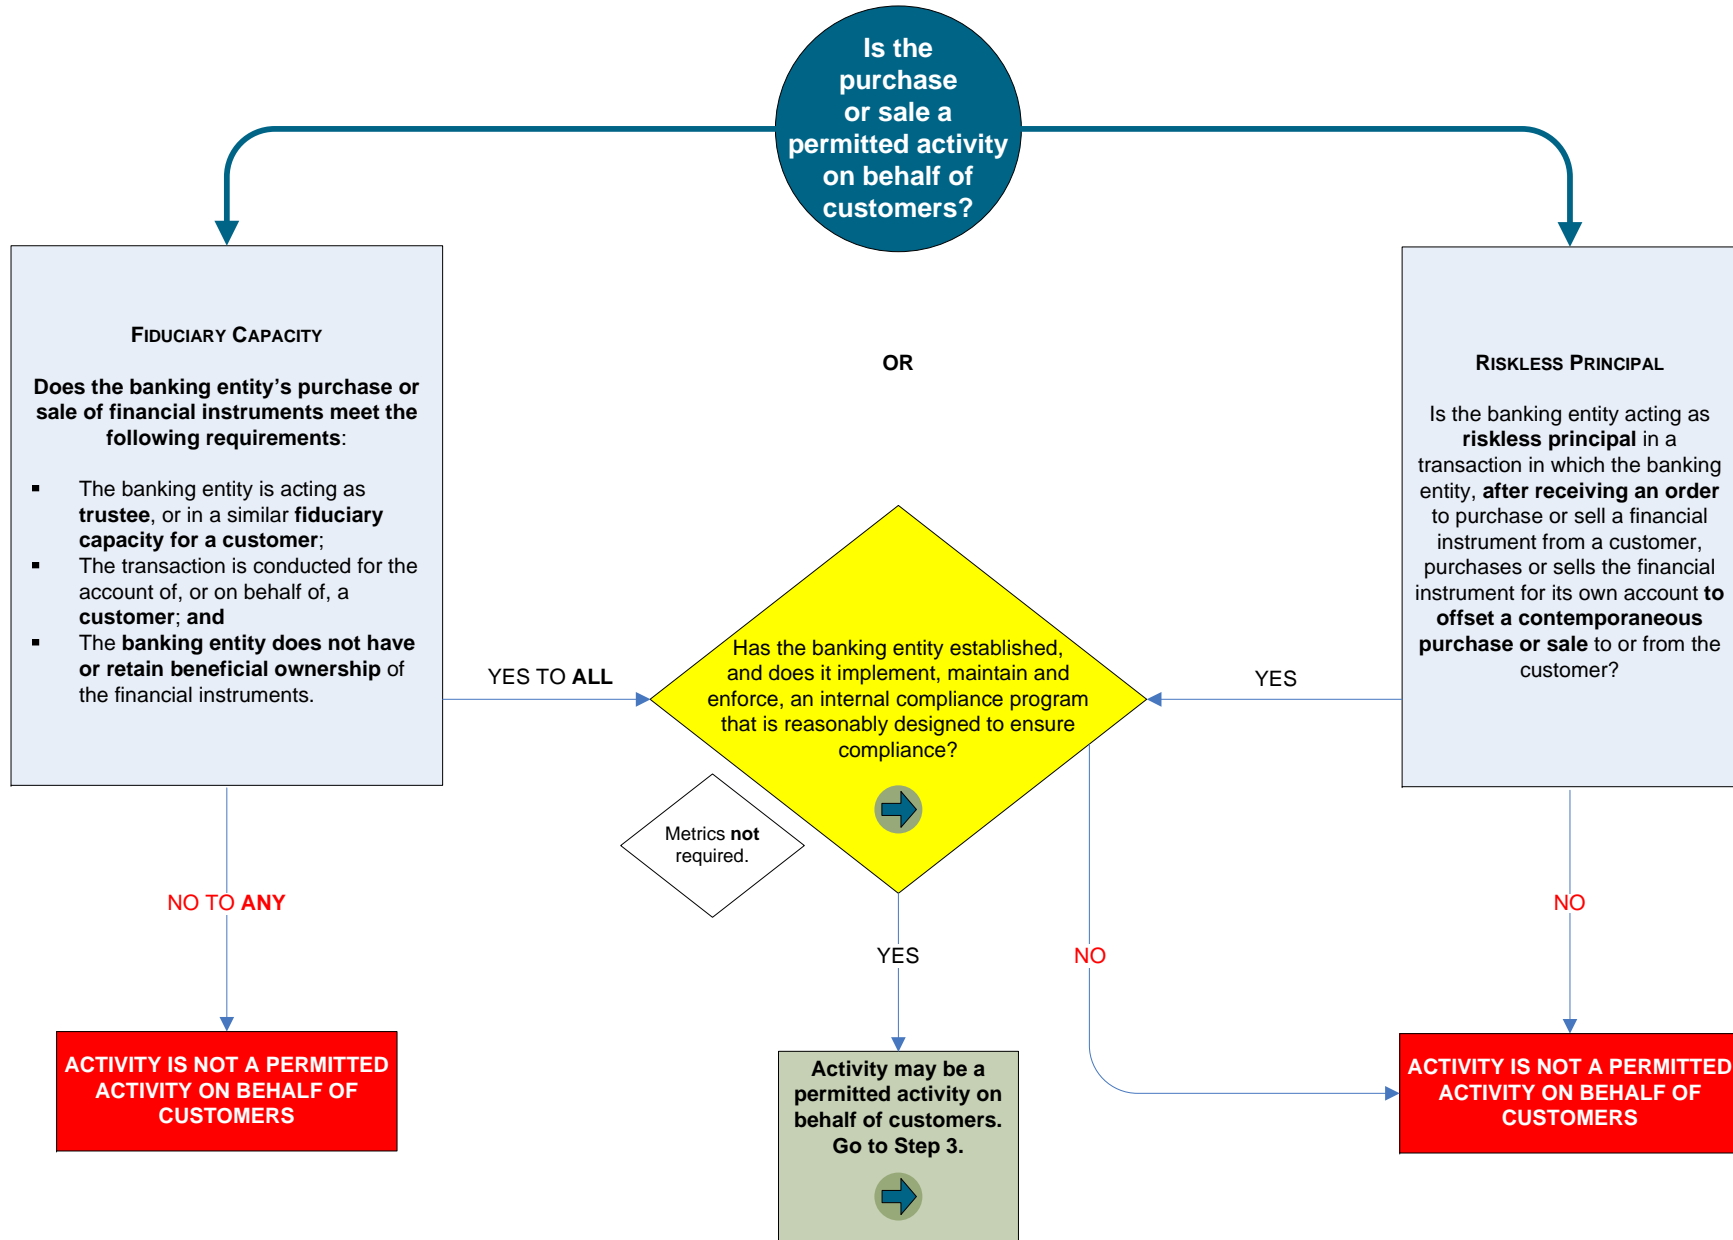 Is the
purchase
or sale a
permitted activity
on behalf of
customers?
FIDUCIARY CAPACITY
Does the banking entity’s purchase or
sale of financial instruments meet the
following requirements:
▪ The banking entity is acting as
trustee, or in a similar fiduciary
capacity for a customer;
▪ The transaction is conducted for the
account of, or on behalf of, a
customer; and
▪ The banking entity does not have
or retain beneficial ownership of
the financial instruments.
OR
RISKLESS PRINCIPAL
Is the banking entity acting as
riskless principal in a
transaction in which the banking
entity, after receiving an order
to purchase or sell a financial
instrument from a customer,
purchases or sells the financial
instrument for its own account to
offset a contemporaneous
purchase or sale to or from the
customer?
YES TO ALL
Has the banking entity established,
and does it implement, maintain and
enforce, an internal compliance program
that is reasonably designed to ensure
compliance?
YES
Metrics not
required.
NO TO ANY
YES
NO
NO
ACTIVITY IS NOT A PERMITTED
ACTIVITY ON BEHALF OF
CUSTOMERS
Activity may be a
permitted activity on
behalf of customers.
Go to Step 3.
ACTIVITY IS NOT A PERMITTED
ACTIVITY ON BEHALF OF
CUSTOMERS